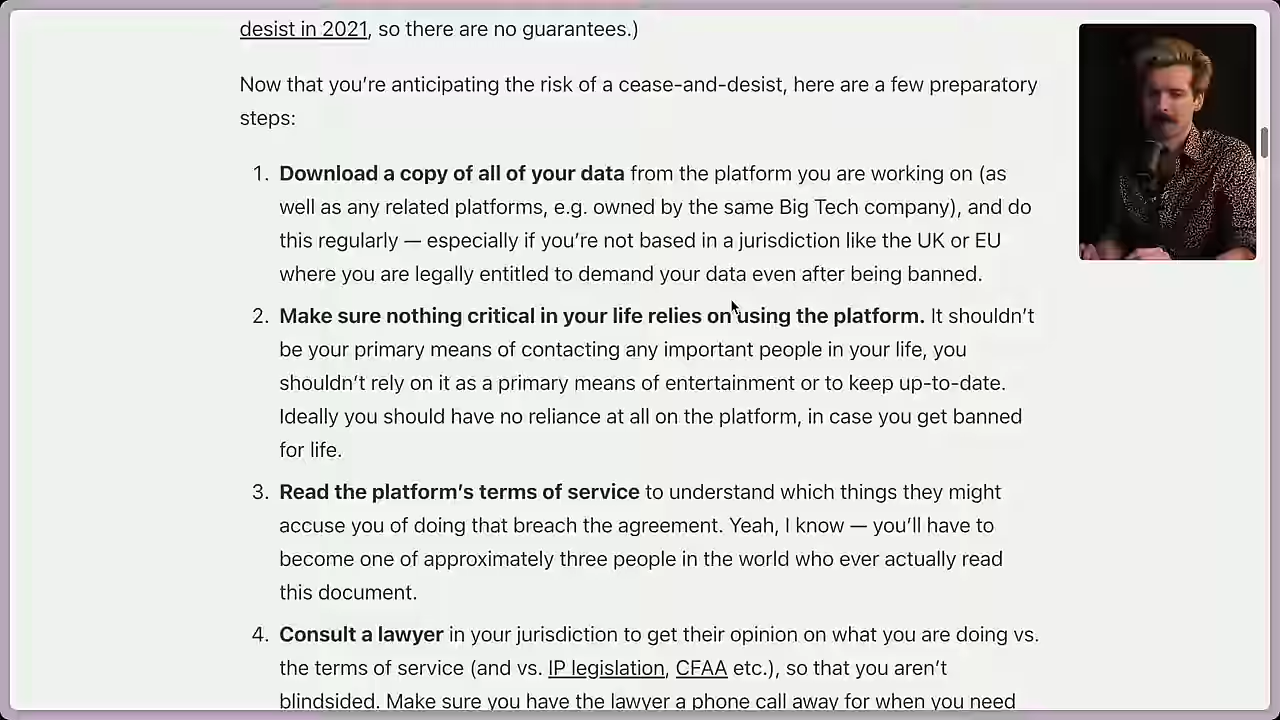 desist in 2021, so there are no guarantees.)
Now that you’re anticipating the risk of a cease-and-desist, here are a few preparatory
steps:
1. Download a copy of all of your data from the platform you are working on (as
well as any related platforms, e.g. owned by the same Big Tech company), and do
this regularly — especially if you’re not based in a jurisdiction like the UK or EU
where you are legally entitled to demand your data even after being banned.
2. Make sure nothing critical in your life relies on using the platform. It shouldn’t
be your primary means of contacting any important people in your life, you
shouldn’t rely on it as a primary means of entertainment or to keep up-to-date.
Ideally you should have no reliance at all on the platform, in case you get banned
for life.
3. Read the platform’s terms of service to understand which things they might
accuse you of doing that breach the agreement. Yeah, I know — you’ll have to
become one of approximately three people in the world who ever actually read
this document.
4. Consult a lawyer in your jurisdiction to get their opinion on what you are doing vs.
the terms of service (and vs. IP legislation, CFAA etc.), so that you aren’t
blindsided. Make sure you have the lawyer a phone call away for when you need